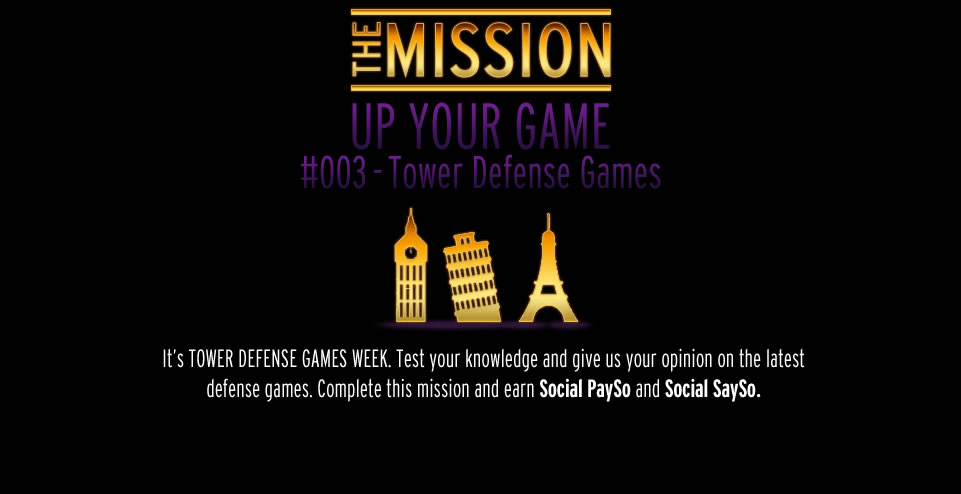 THE MISSION
UP YOUR GAME
#003 - Tower Defense Games
It's TOWER DEFENSE GAMES WEEK. Test your knowledge and give us your opinion on the latest
defense games. Complete this mission and earn Social PaySo and Social SaySo.